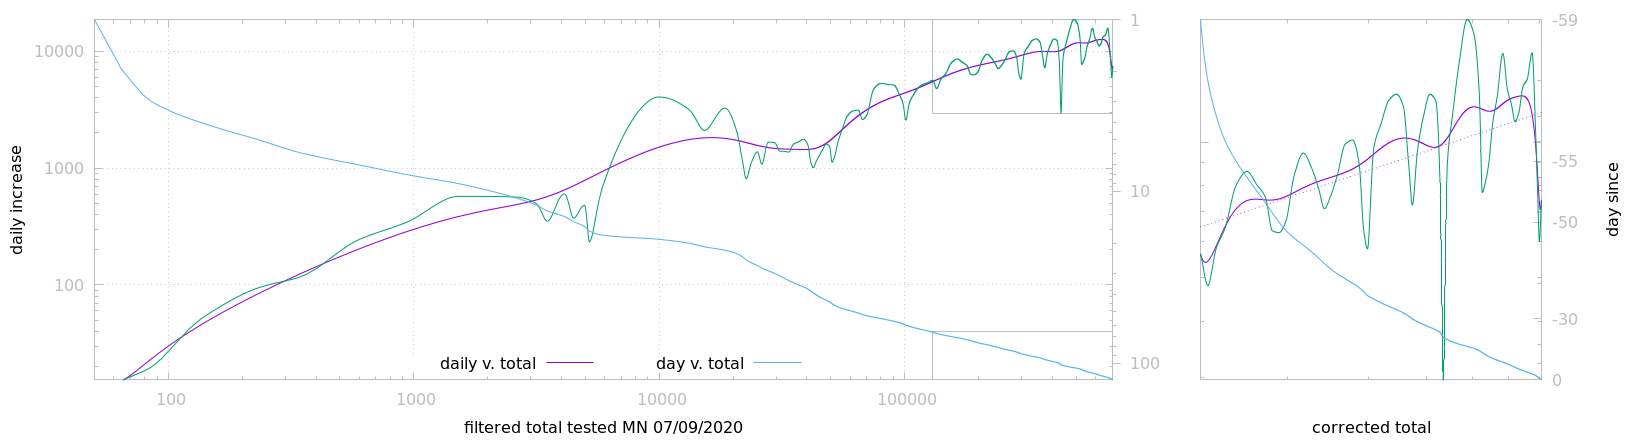 10000
1000
100
daily increase
100
1000
10000
100000
filtered total tested MN 07/09/2020
daily v. total
day v. total
1
10
100
-59
-55
-50
-30
0
day since
corrected total